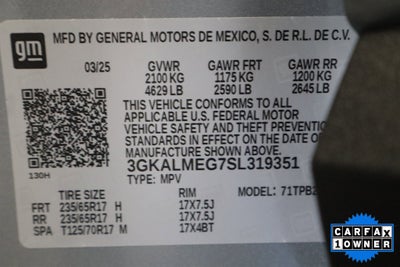 gm
MFD BY GENERAL MOTORS DE MEXICO, S. DE R.L. DE C.V.
03/25 GVWR GAWR FRT GAWR RR
2100 KG 1175 KG 1200 KG
4629 LB 2590 LB 2645 LB
THIS VEHICLE CONFORMS TO ALL
APPLICABLE U.S. FEDERAL MOTOR
VEHICLE SAFETY AND THEFT PREVENTION
STANDARDS IN EFFECT ON THE DATE OF
MANUFACTURE SHOWN ABOVE.
3GKALMEG7SL319351
130H
TYPE: MPV MODEL: 71TPB2
TIRE SIZE RIM
FRT 235/65R17 H 17X7.5J
RR 235/65R17 H 17X7.5J
SPA T125/70R17 M 17X4BT
CARFAX
1 OWNER